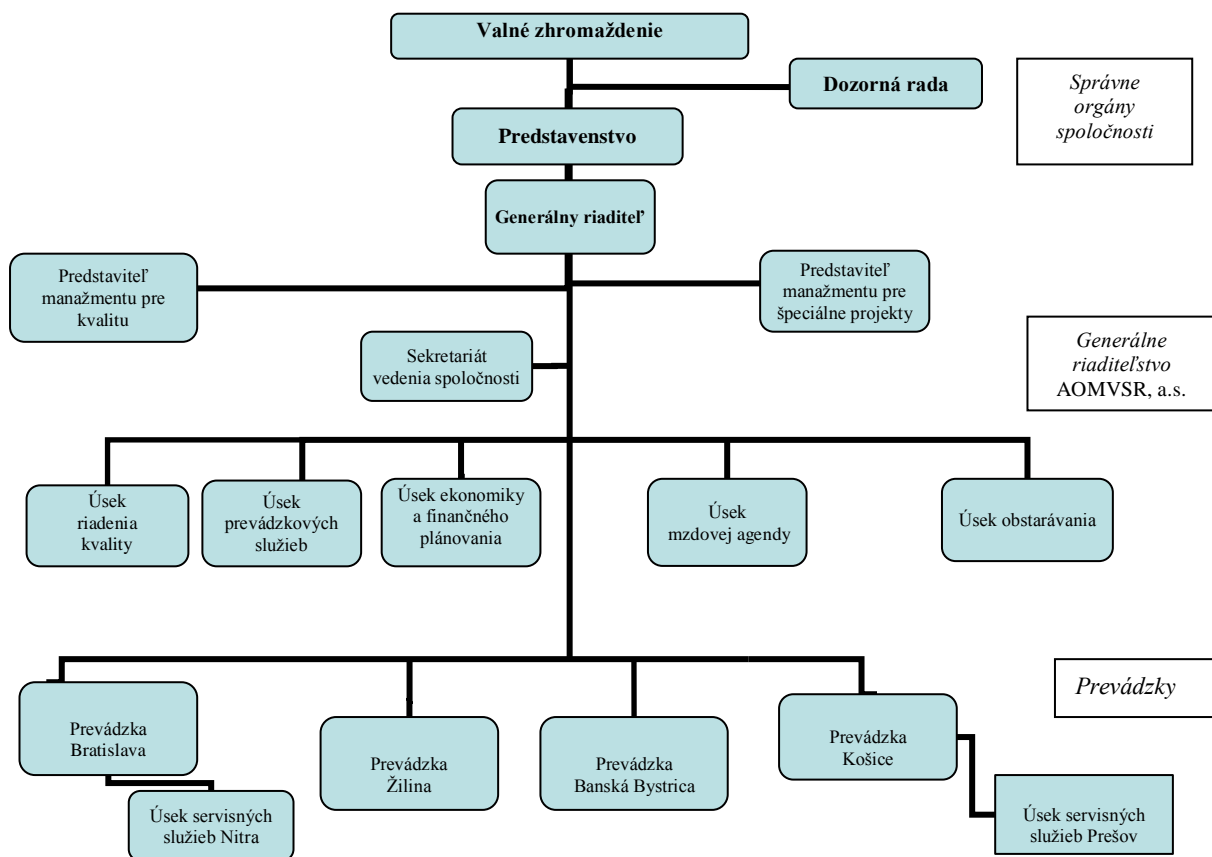 Valné zhromaždenie
Dozorná rada
Správne
orgány
spoločnosti
Predstavenstvo
Generálny riaditeľ
Predstaviteľ
manažmentu pre
kvalitu
Predstaviteľ
manažmentu pre
špeciálne projekty
Sekretariát
vedenia spoločnosti
Generálne
riaditeľstvo
AOMVSR, a.s.
Úsek
riadenia
kvality
Úsek
prevádzkových
služieb
Úsek ekonomiky
a finančného
plánovania
Úsek
mzdovej agendy
Úsek obstarávania
Prevádzky
Prevádzka
Bratislava
Prevádzka
Žilina
Prevádzka
Banská Bystrica
Prevádzka
Košice
Úsek servisných
služieb Nitra
Úsek servisných
služieb Prešov